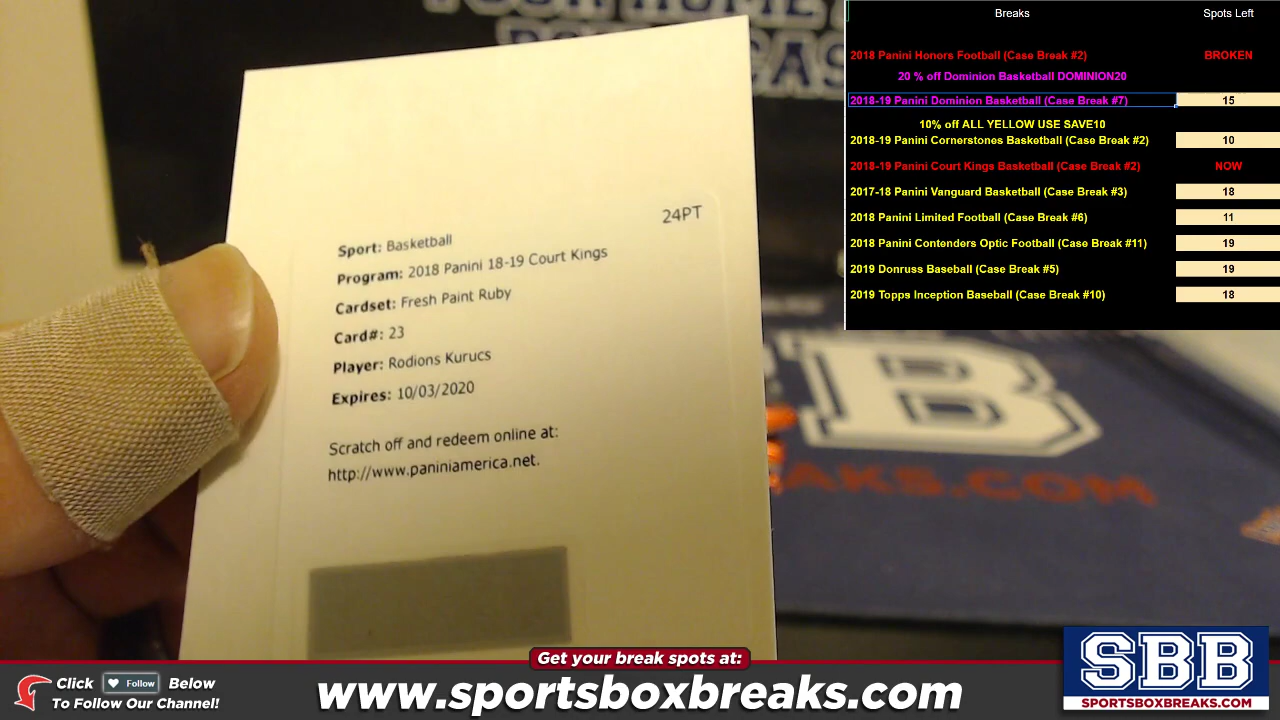 Breaks Spots Left
2018 Panini Honors Football (Case Break #2) BROKEN
20 % off Dominion Basketball DOMINION20
2018-19 Panini Dominion Basketball (Case Break #7) 15
10% off ALL YELLOW USE SAVE10
2018-19 Panini Cornerstones Basketball (Case Break #2) 10
2018-19 Panini Court Kings Basketball (Case Break #2) NOW
2017-18 Panini Vanguard Basketball (Case Break #3) 18
2018 Panini Limited Football (Case Break #6) 11
2018 Panini Contenders Optic Football (Case Break #11) 19
2019 Donruss Baseball (Case Break #5) 19
2019 Topps Inception Baseball (Case Break #10) 18
YOUR HOME
24PT
Sport: Basketball
Program: 2018 Panini 18-19 Court Kings
Cardset: Fresh Paint Ruby
Card#: 23
Player: Rodions Kurucs
Expires: 10/03/2020
Scratch off and redeem online at:
http://www.paniniamerica.net.
B
AKS.COM
Get your break spots at:
Click Follow Below
To Follow Our Channel!
www.sportsboxbreaks.com
SBB
SPORTSBOXBREAKS.COM